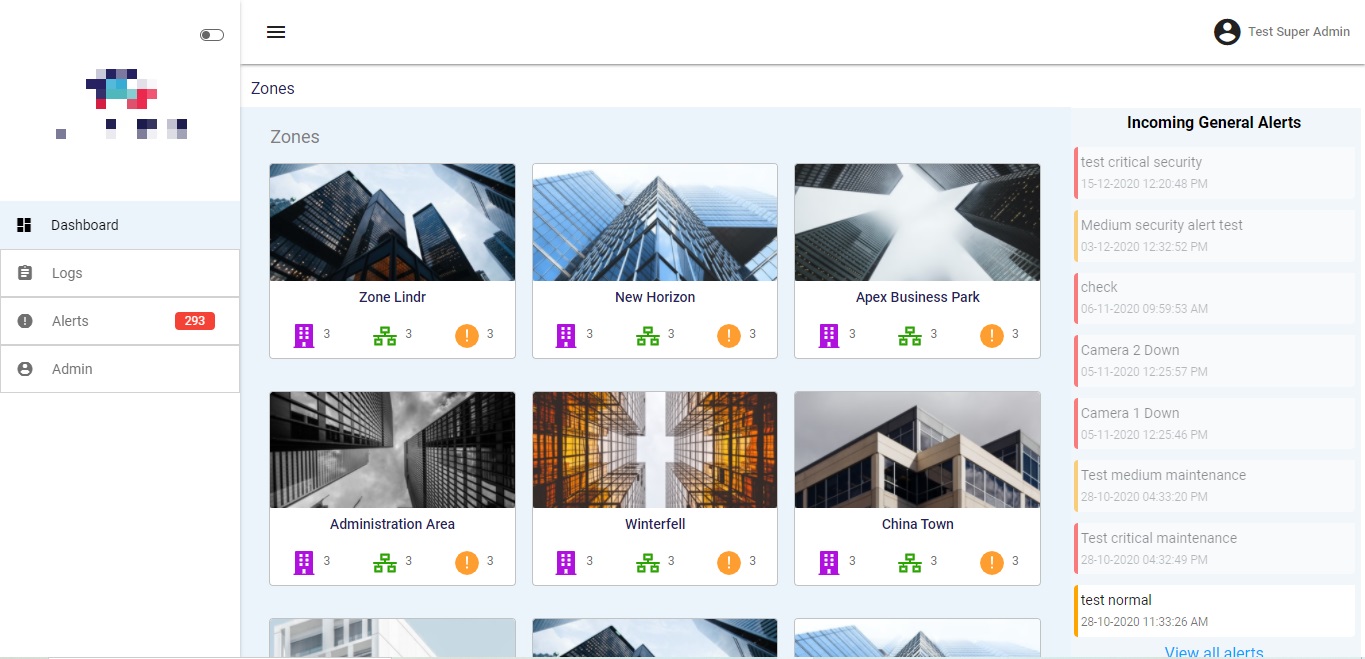 Test Super Admin
Zones
Dashboard
Logs
Alerts 293
Admin
Zones
Zone Lindr
3 3 3
New Horizon
3 3 3
Apex Business Park
3 3 3
Administration Area
3 3 3
Winterfell
3 3 3
China Town
3 3 3
Incoming General Alerts
test critical security
15-12-2020 12:20:48 PM
Medium security alert test
03-12-2020 12:32:52 PM
check
06-11-2020 09:59:53 AM
Camera 2 Down
05-11-2020 12:25:57 PM
Camera 1 Down
05-11-2020 12:25:46 PM
Test medium maintenance
28-10-2020 04:33:20 PM
Test critical maintenance
28-10-2020 04:32:49 PM
test normal
28-10-2020 11:33:26 AM
View all alerts